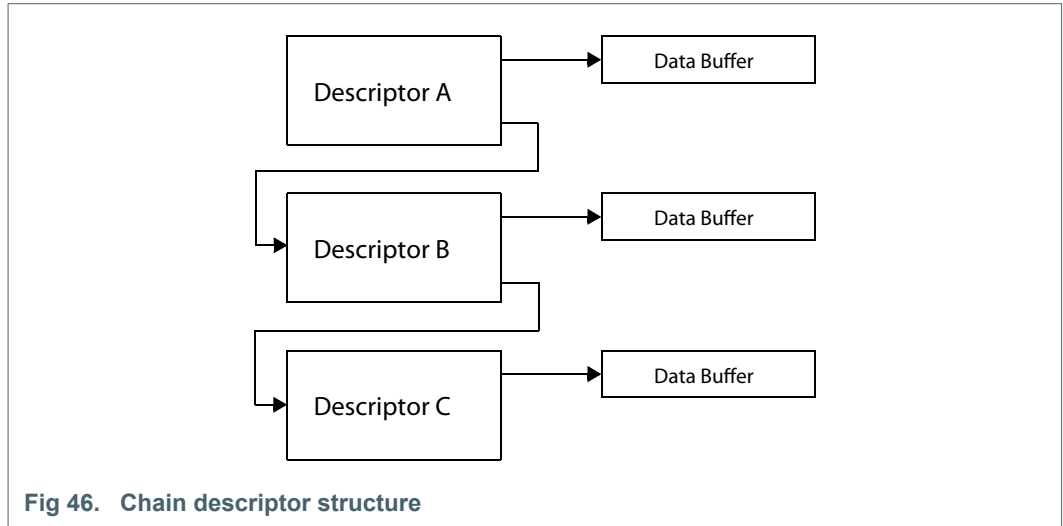 Descriptor A
Data Buffer
Descriptor B
Data Buffer
Descriptor C
Data Buffer
Fig 46. Chain descriptor structure